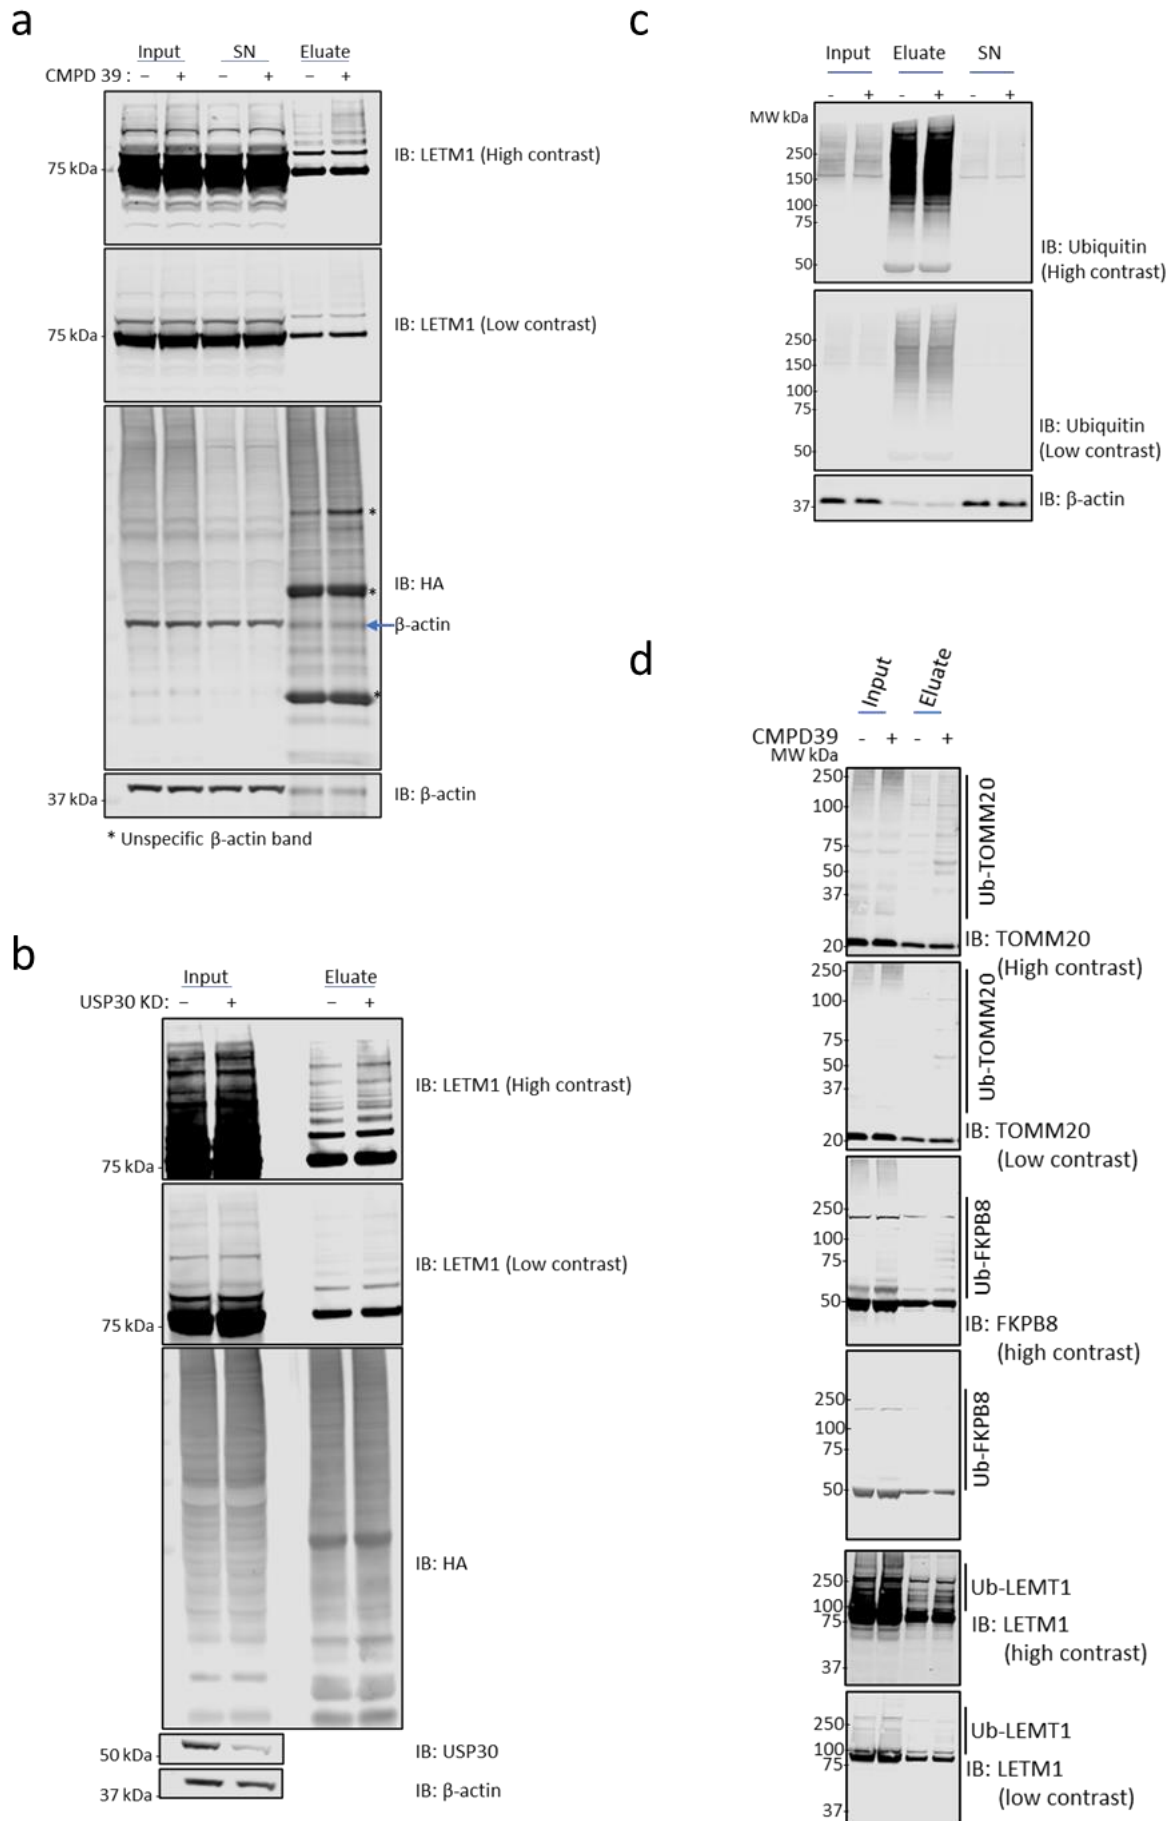 a
Input SN Eluate
CMPD 39 : – + – + – +
75 kDa
IB: LETM1 (High contrast)
75 kDa
IB: LETM1 (Low contrast)
*
*
IB: HA
β-actin
*
37 kDa
IB: β-actin
* Unspecific β-actin band
b
Input Eluate
USP30 KD: – + – +
75 kDa
IB: LETM1 (High contrast)
75 kDa
IB: LETM1 (Low contrast)
IB: HA
50 kDa
IB: USP30
37 kDa
IB: β-actin
c
Input Eluate SN
- + - + - +
MW kDa
250
150
100
75
50
IB: Ubiquitin
(High contrast)
250
150
100
75
50
IB: Ubiquitin
(Low contrast)
37
IB: β-actin
d
Input Eluate
CMPD39 - + - +
MW kDa
250
100
75
50
37
20
Ub-TOMM20
IB: TOMM20
(High contrast)
250
100
75
50
37
20
Ub-TOMM20
IB: TOMM20
(Low contrast)
250
100
75
50
Ub-FKPB8
IB: FKPB8
(high contrast)
250
100
75
50
Ub-FKPB8
250
100
75
37
Ub-LEMT1
IB: LETM1
(high contrast)
250
100
75
37
Ub-LEMT1
IB: LETM1
(low contrast)